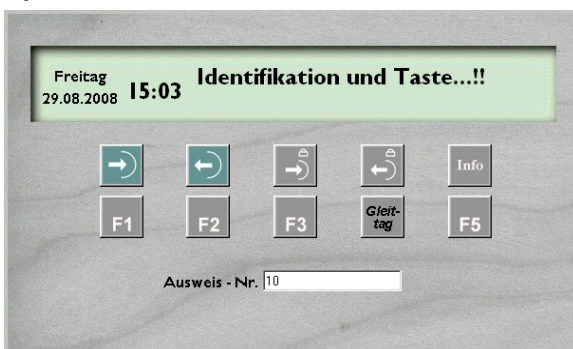 Freitag
29.08.2008
15:03
Identifikation und Taste...!!
Info
F1 F2 F3 Gleit-
tag F5
Ausweis - Nr. 10